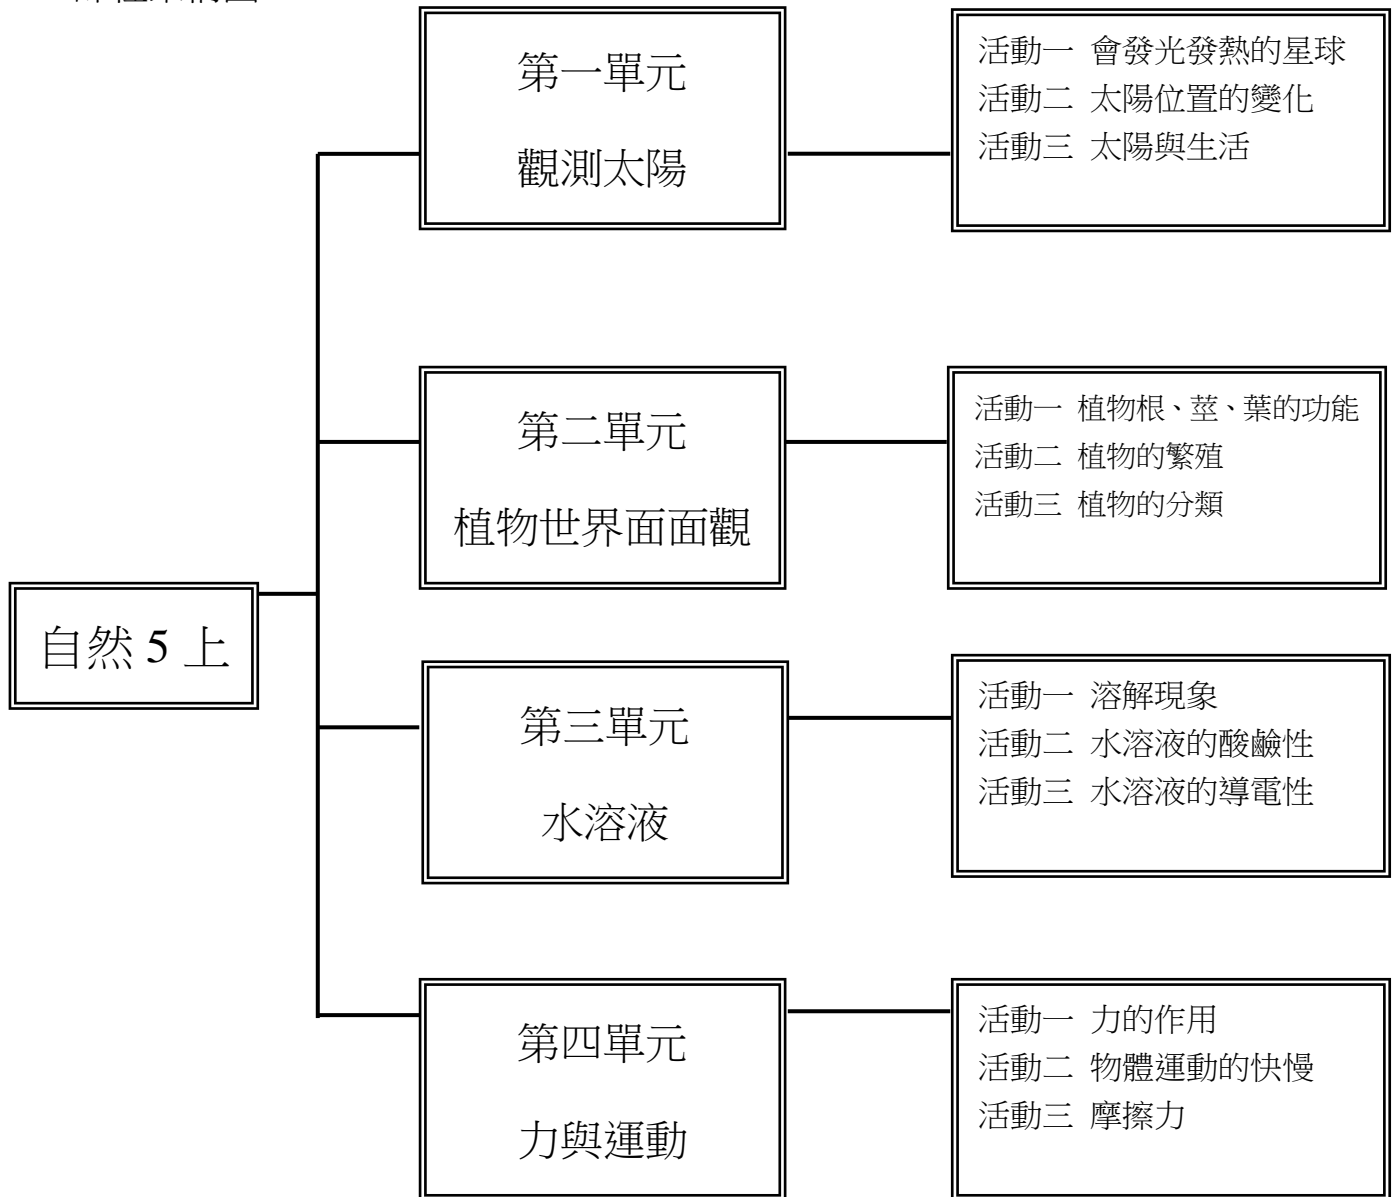 自然 5 上
第一單元
觀測太陽
活動一 會發光發熱的星球
活動二 太陽位置的變化
活動三 太陽與生活
第二單元
植物世界面面觀
活動一 植物根、莖、葉的功能
活動二 植物的繁殖
活動三 植物的分類
第三單元
水溶液
活動一 溶解現象
活動二 水溶液的酸鹼性
活動三 水溶液的導電性
第四單元
力與運動
活動一 力的作用
活動二 物體運動的快慢
活動三 摩擦力